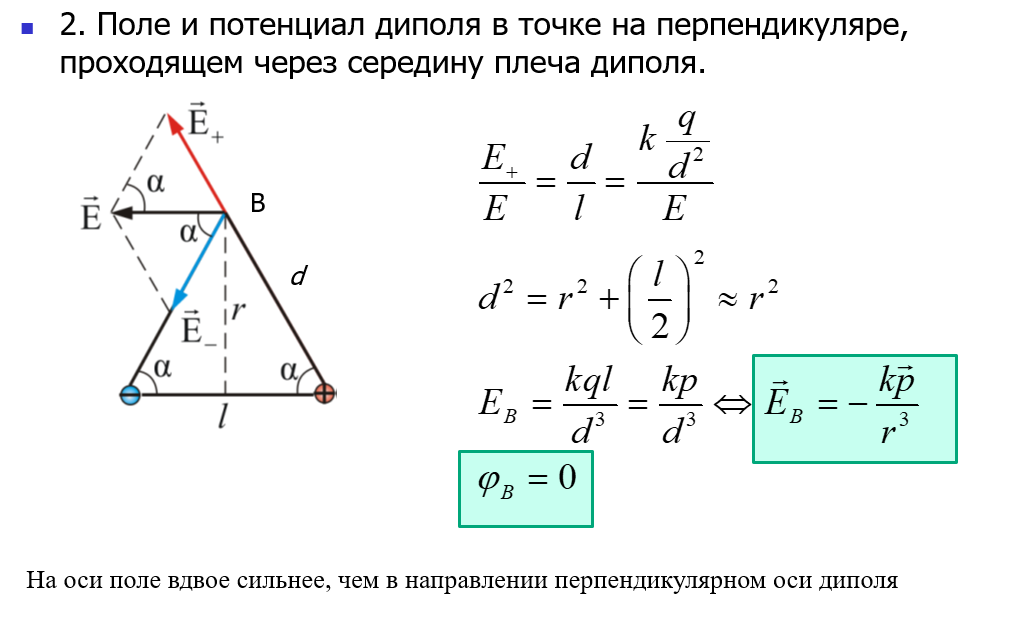 2. Поле и потенциал диполя в точке на перпендикуляре,
проходящем через середину плеча диполя.
E⃗₊
α
B
E⃗
α
d
r
E⃗₋
α
α
l
E₊/E = d/l = (k q/d²)/E
d² = r² + (l/2)² ≈ r²
E_B = kql/d³ = kp/d³ ⇔ E⃗_B = − kp⃗/r³
φ_B = 0
На оси поле вдвое сильнее, чем в направлении перпендикулярном оси диполя